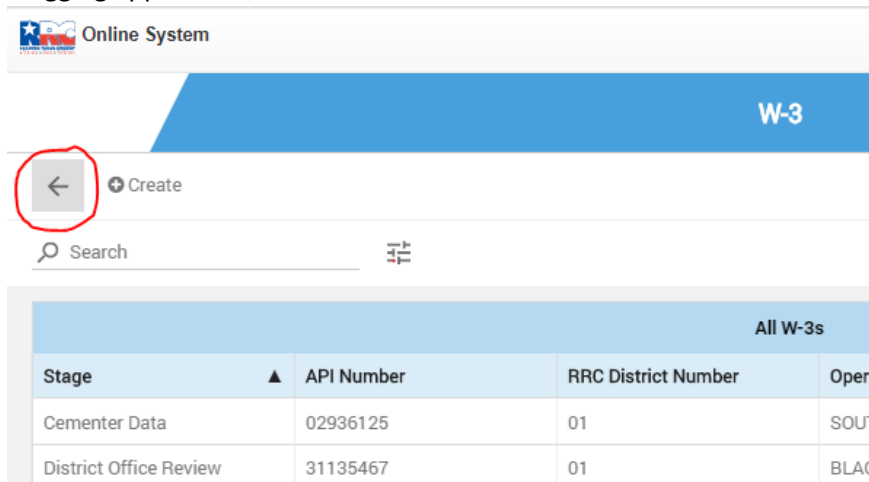 RRC Online System
W-3
Create
Search
All W-3s
Stage ▲ API Number RRC District Number
Cementer Data 02936125 01
District Office Review 31135467 01